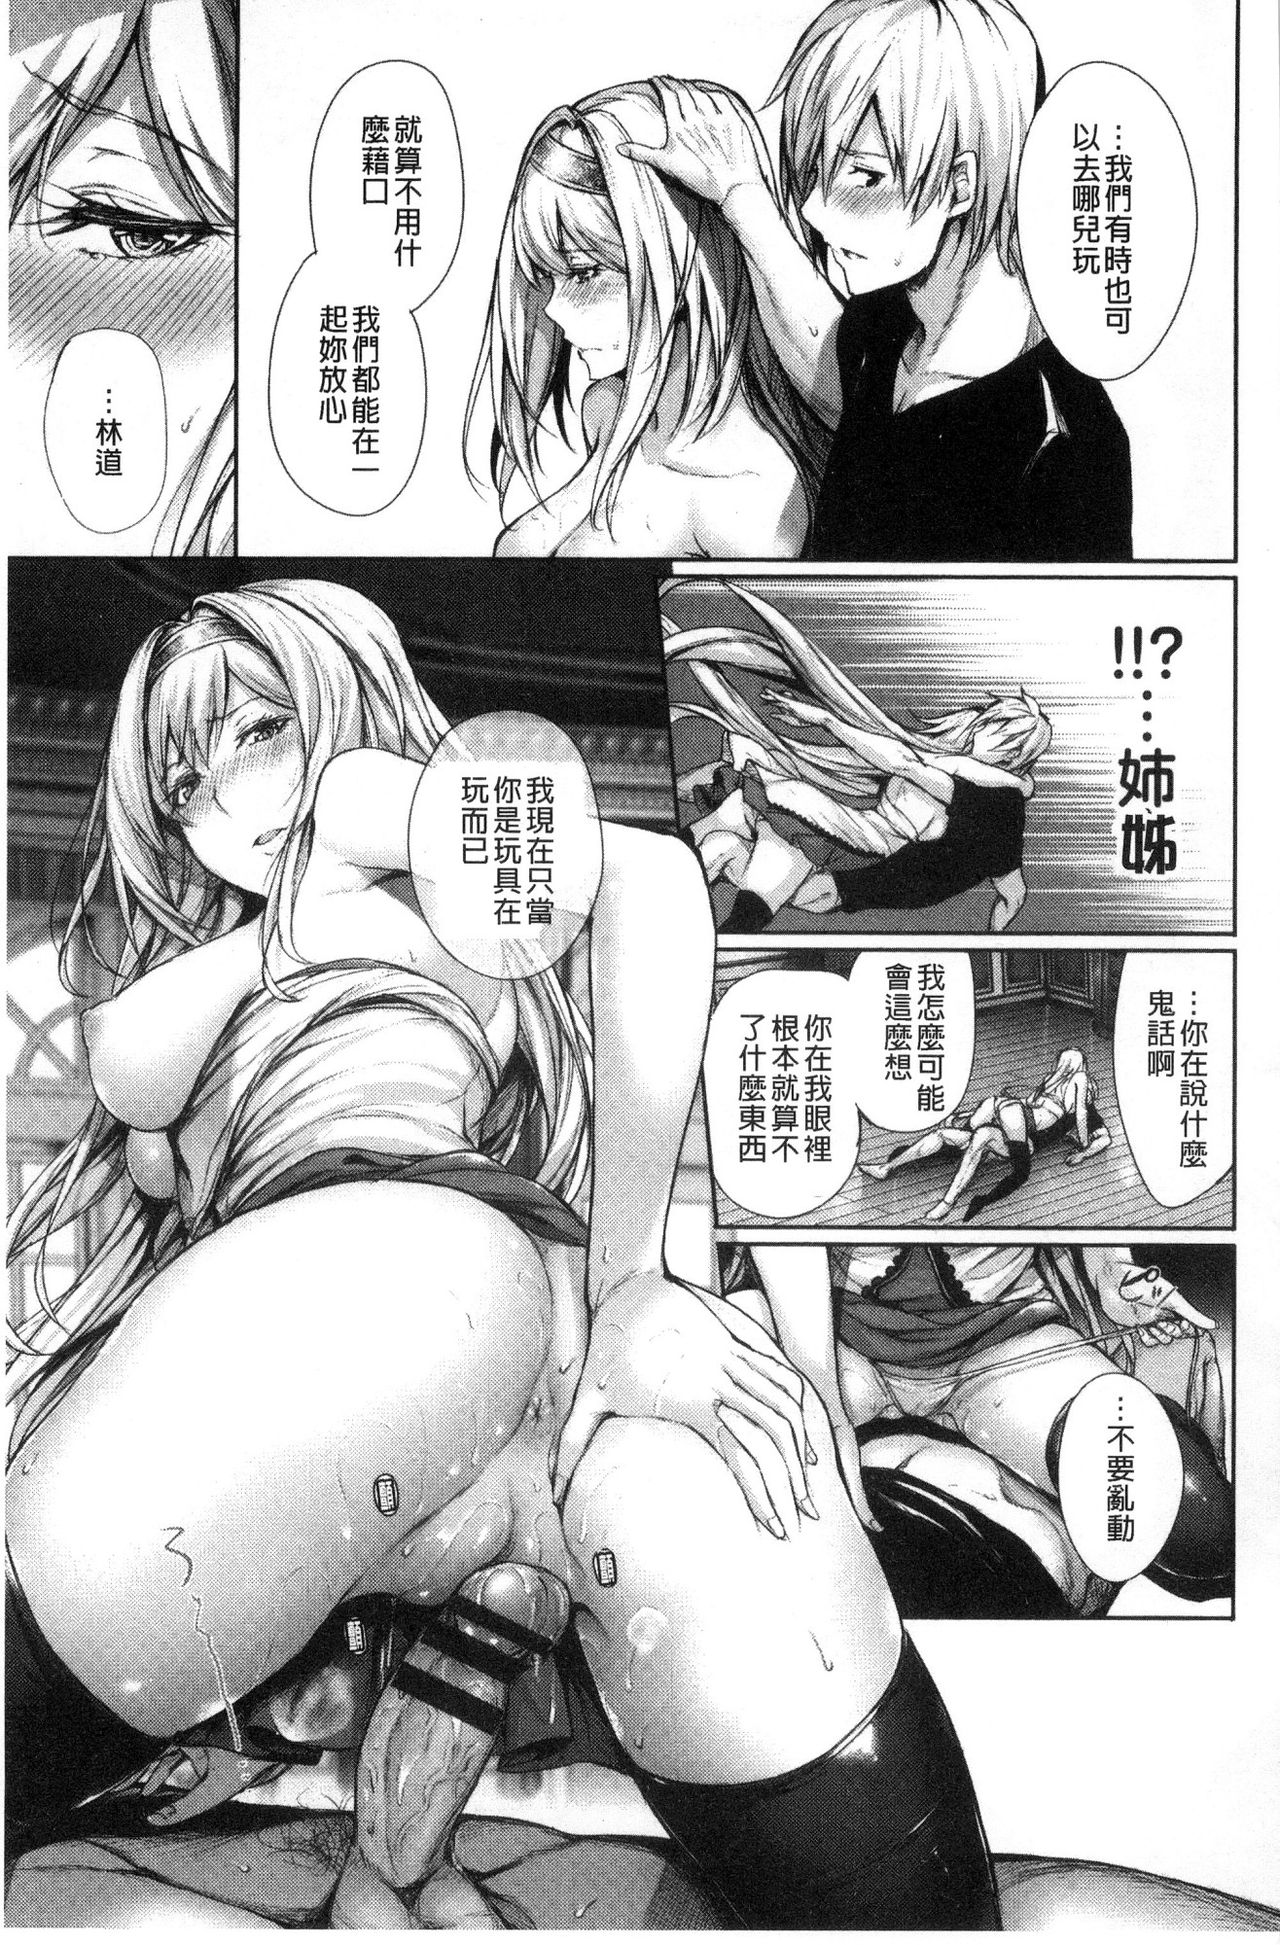 …我們有時也可
以去哪兒玩
就算不用什
麼藉口
我們都能在一
起妳放心
…林道
!!?
…姉
姊
…你在說什麼
鬼話啊
我怎麼可能
會這麼想
你在我眼裡
根本就算不
了什麼東西
…不要亂動
我現在只當
你是玩具在
玩而已
顫
顫
顫